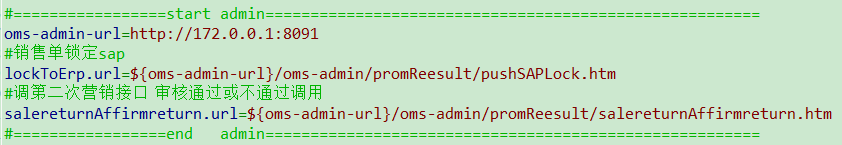 #================start admin==============================================
oms-admin-url=http://172.0.0.1:8091
#销售单锁定sap
lockToErp.url=${oms-admin-url}/oms-admin/promReesult/pushSAPLock.htm
#调第二次营销接口 审核通过或不通过调用
salereturnAffirmreturn.url=${oms-admin-url}/oms-admin/promReesult/salereturnAffirmreturn.htm
#================end   admin==============================================